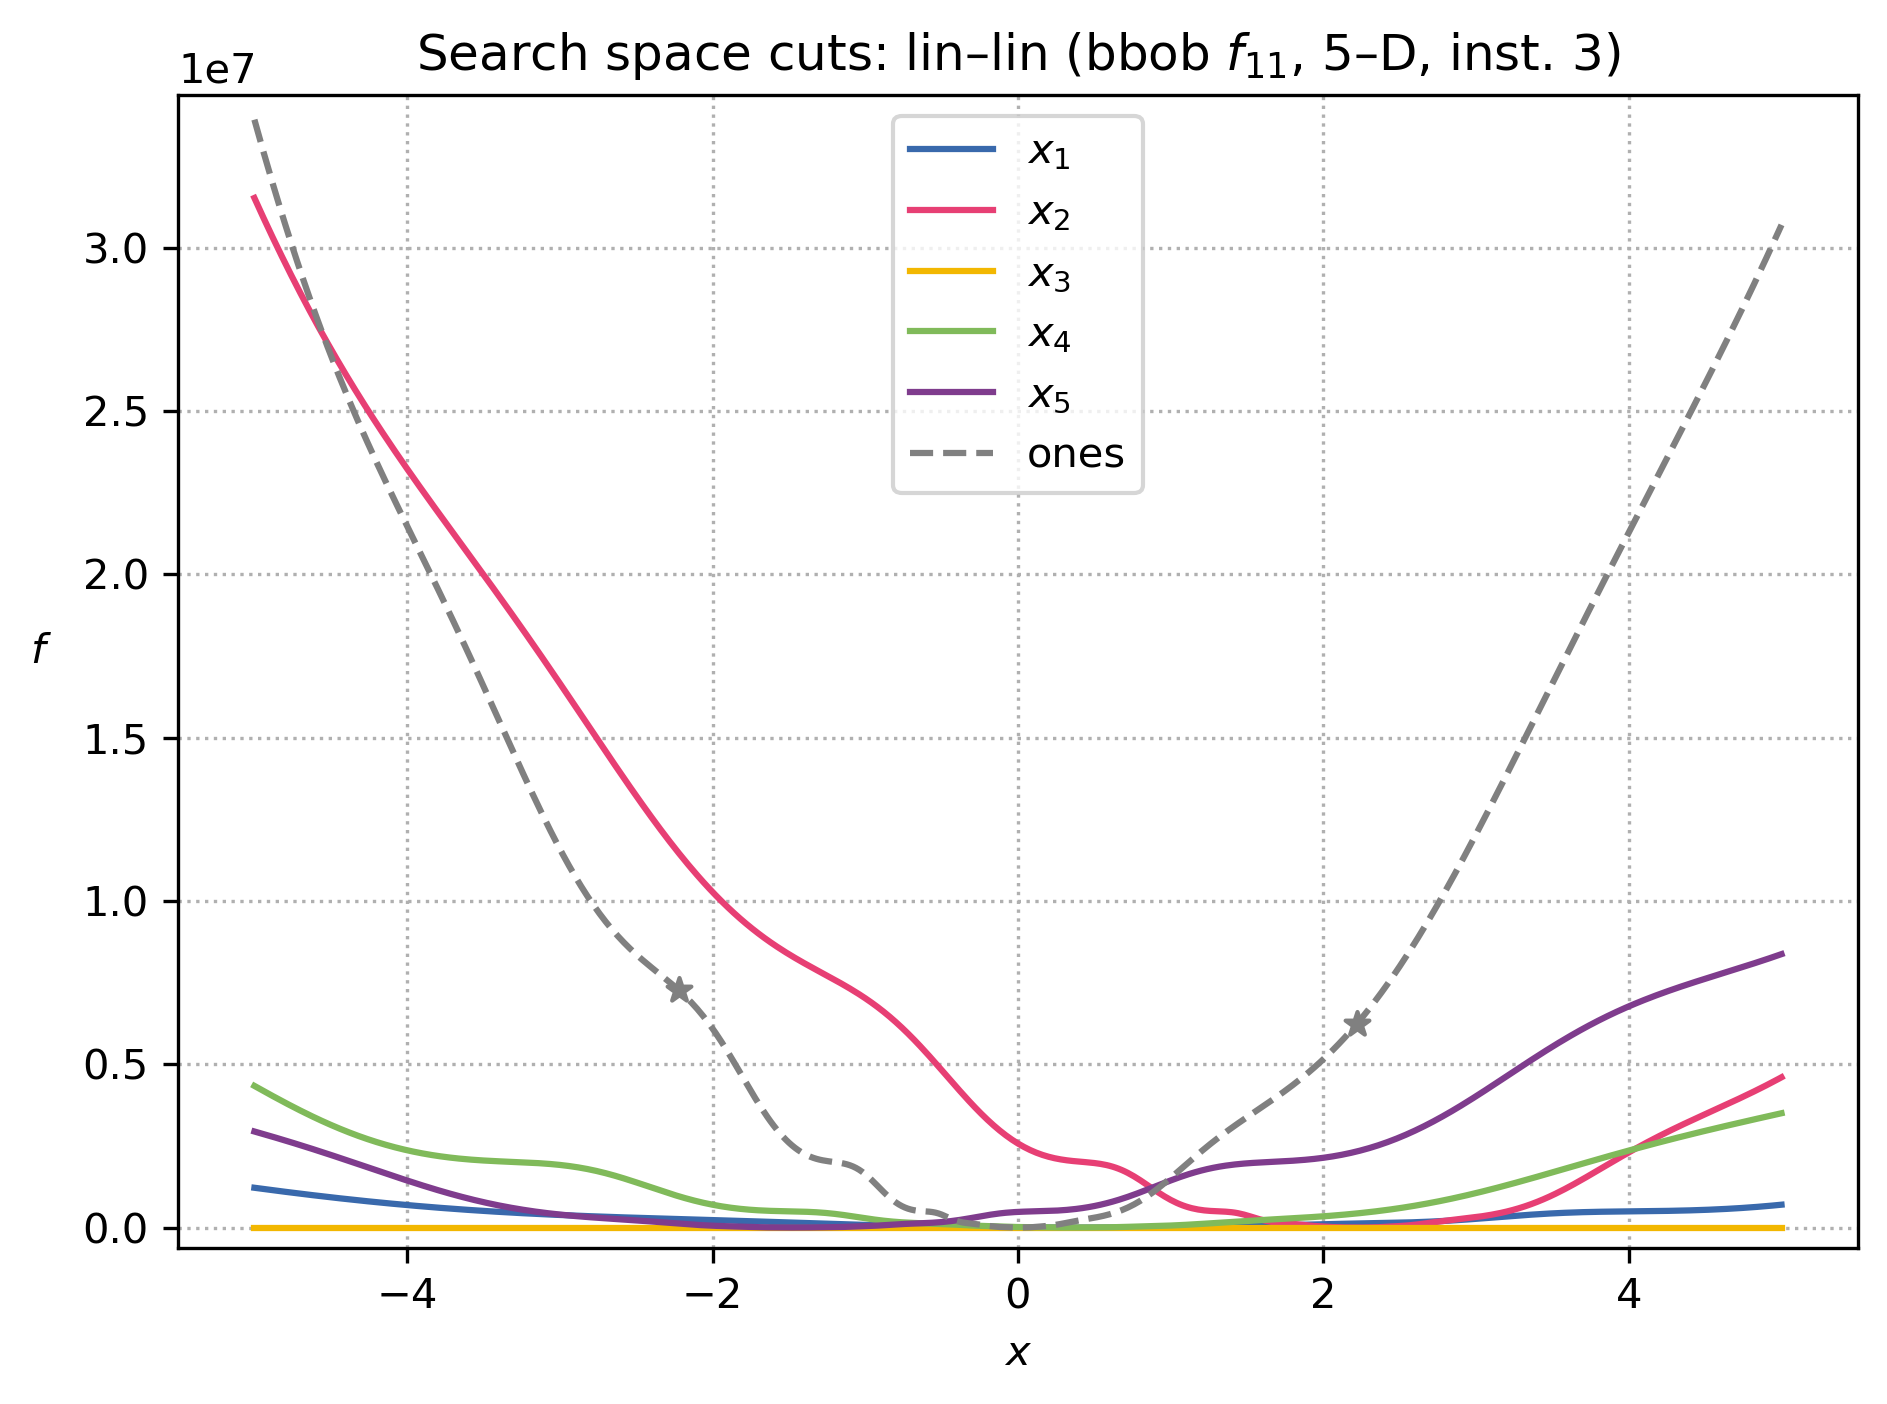 Search space cuts: lin–lin (bbob f₁₁, 5–D, inst. 3)
1e7
x₁
x₂
x₃
x₄
x₅
ones
3.0
2.5
2.0
1.5
1.0
0.5
0.0
f
−4
−2
0
2
4
x